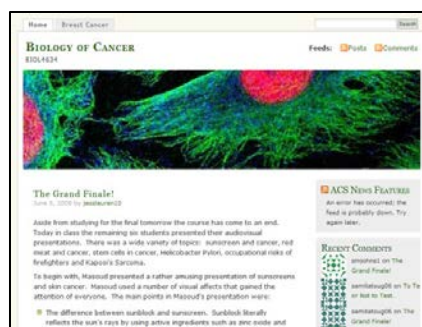 Home Breast Cancer Search
Biology of Cancer
BIOL4634
Feeds: Posts Comments
The Grand Finale!
June 5, 2008 by jesslauren10
Aside from studying for the final tomorrow the course has come to an end.
Today in class the remaining six students presented their audiovisual
presentations. There was a wide variety of topics: sunscreen and cancer, red
meat and cancer, stem cells in cancer, Helicobacter Pylori, occupational risks of
firefighters and Kaposi's Sarcoma.
To begin with, Masoud presented a rather amusing presentation of sunscreens
and skin cancer. Masoud used a number of visual affects that gained the
attention of everyone. The main points in Masoud's presentation were:
The difference between sunblock and sunscreen. Sunblock literally
reflects the sun's rays by using active ingredients such as zinc oxide and
ACS News Features
An error has occurred; the
feed is probably down. Try
again later.
Recent Comments
on The
Grand Finale!
on To Te
or Not to Test.
on The
Grand Finale!